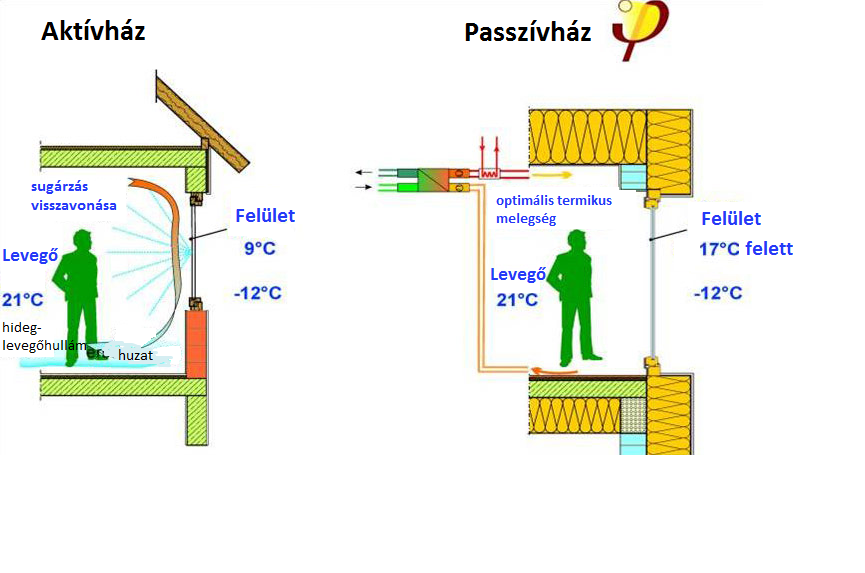 Aktívház
Passzívház
sugárzás
visszavonása
Felület
Levegő
9°C
21°C
-12°C
hideg-
levegőhullám
huzat
optimális termikus
melegség
Felület
Levegő
17°C felett
21°C
-12°C